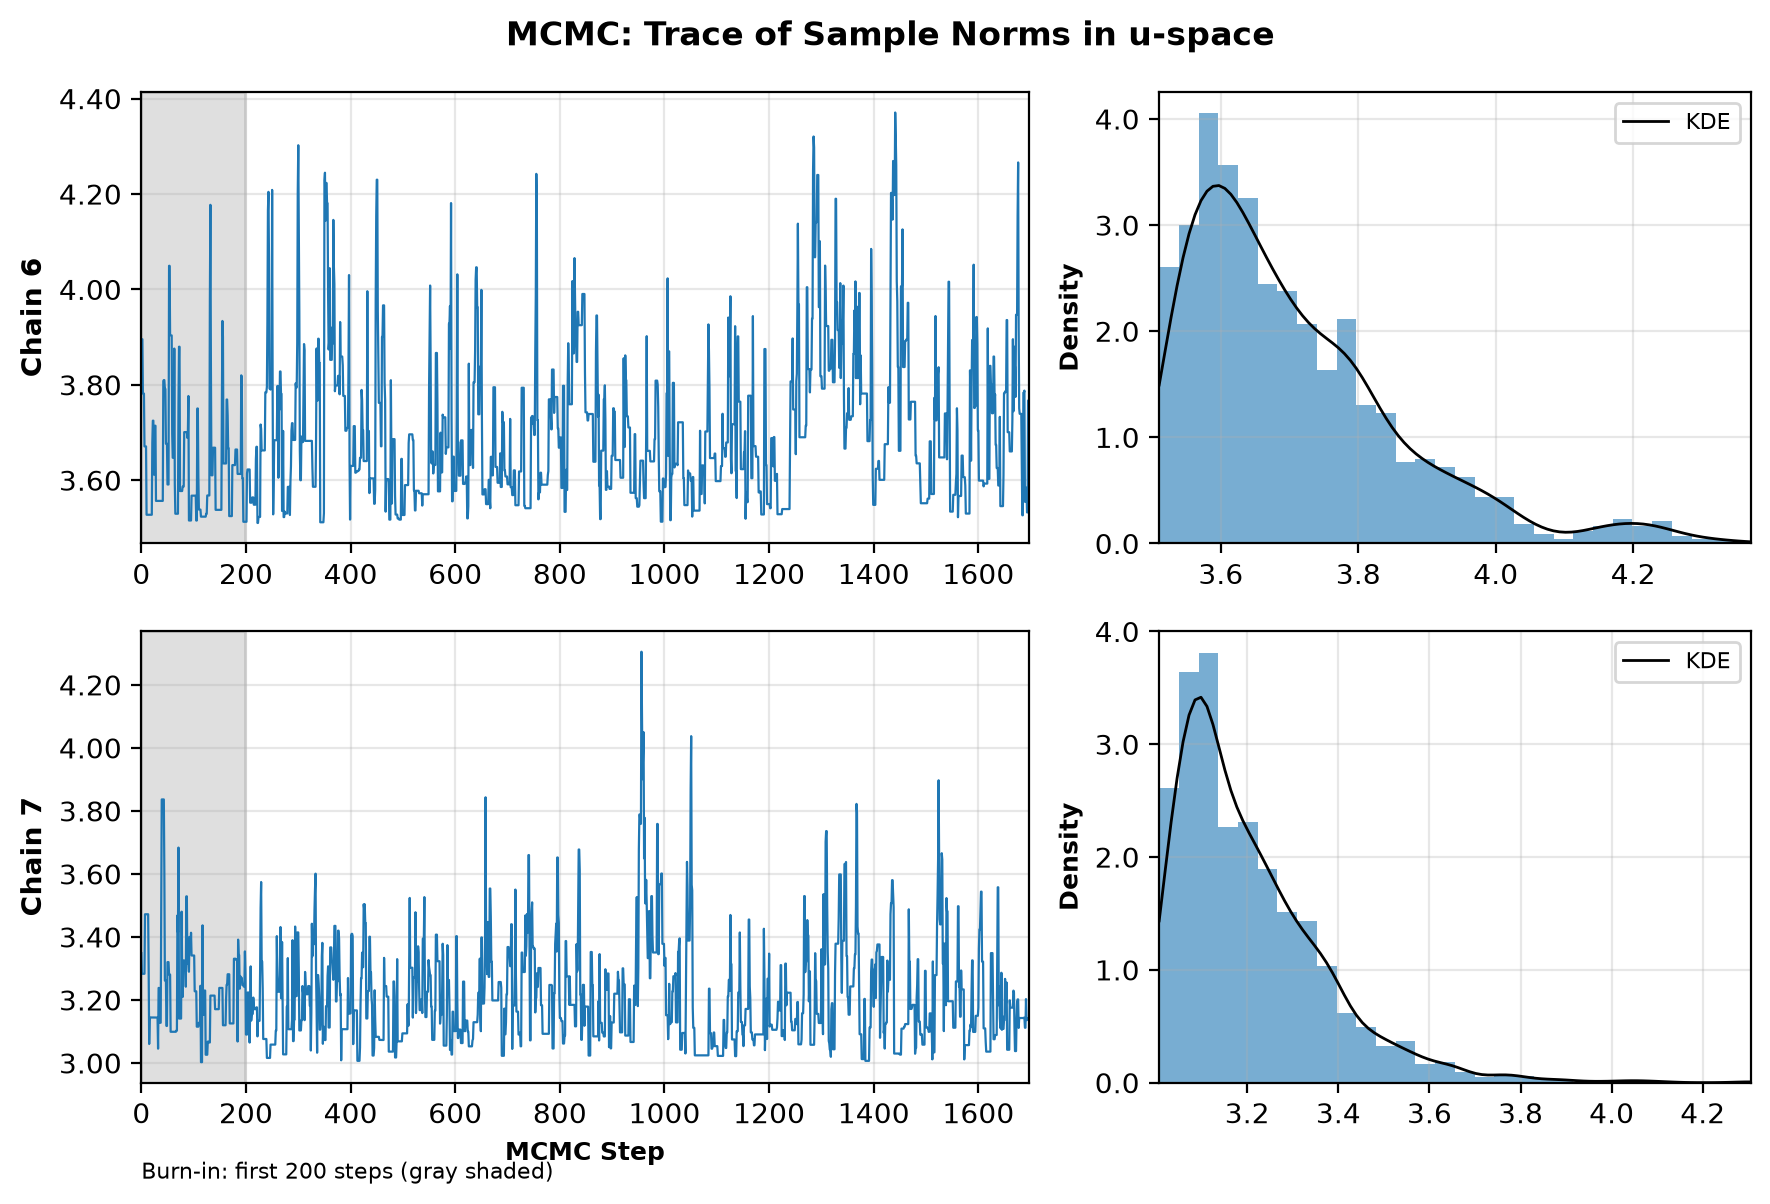 MCMC: Trace of Sample Norms in u-space
Chain 6
4.40
4.20
4.00
3.80
3.60
0 200 400 600 800 1000 1200 1400 1600
Density
4.0
3.0
2.0
1.0
0.0
KDE
3.6 3.8 4.0 4.2
Chain 7
4.20
4.00
3.80
3.60
3.40
3.20
3.00
0 200 400 600 800 1000 1200 1400 1600
MCMC Step
Density
4.0
3.0
2.0
1.0
0.0
KDE
3.2 3.4 3.6 3.8 4.0 4.2
Burn-in: first 200 steps (gray shaded)